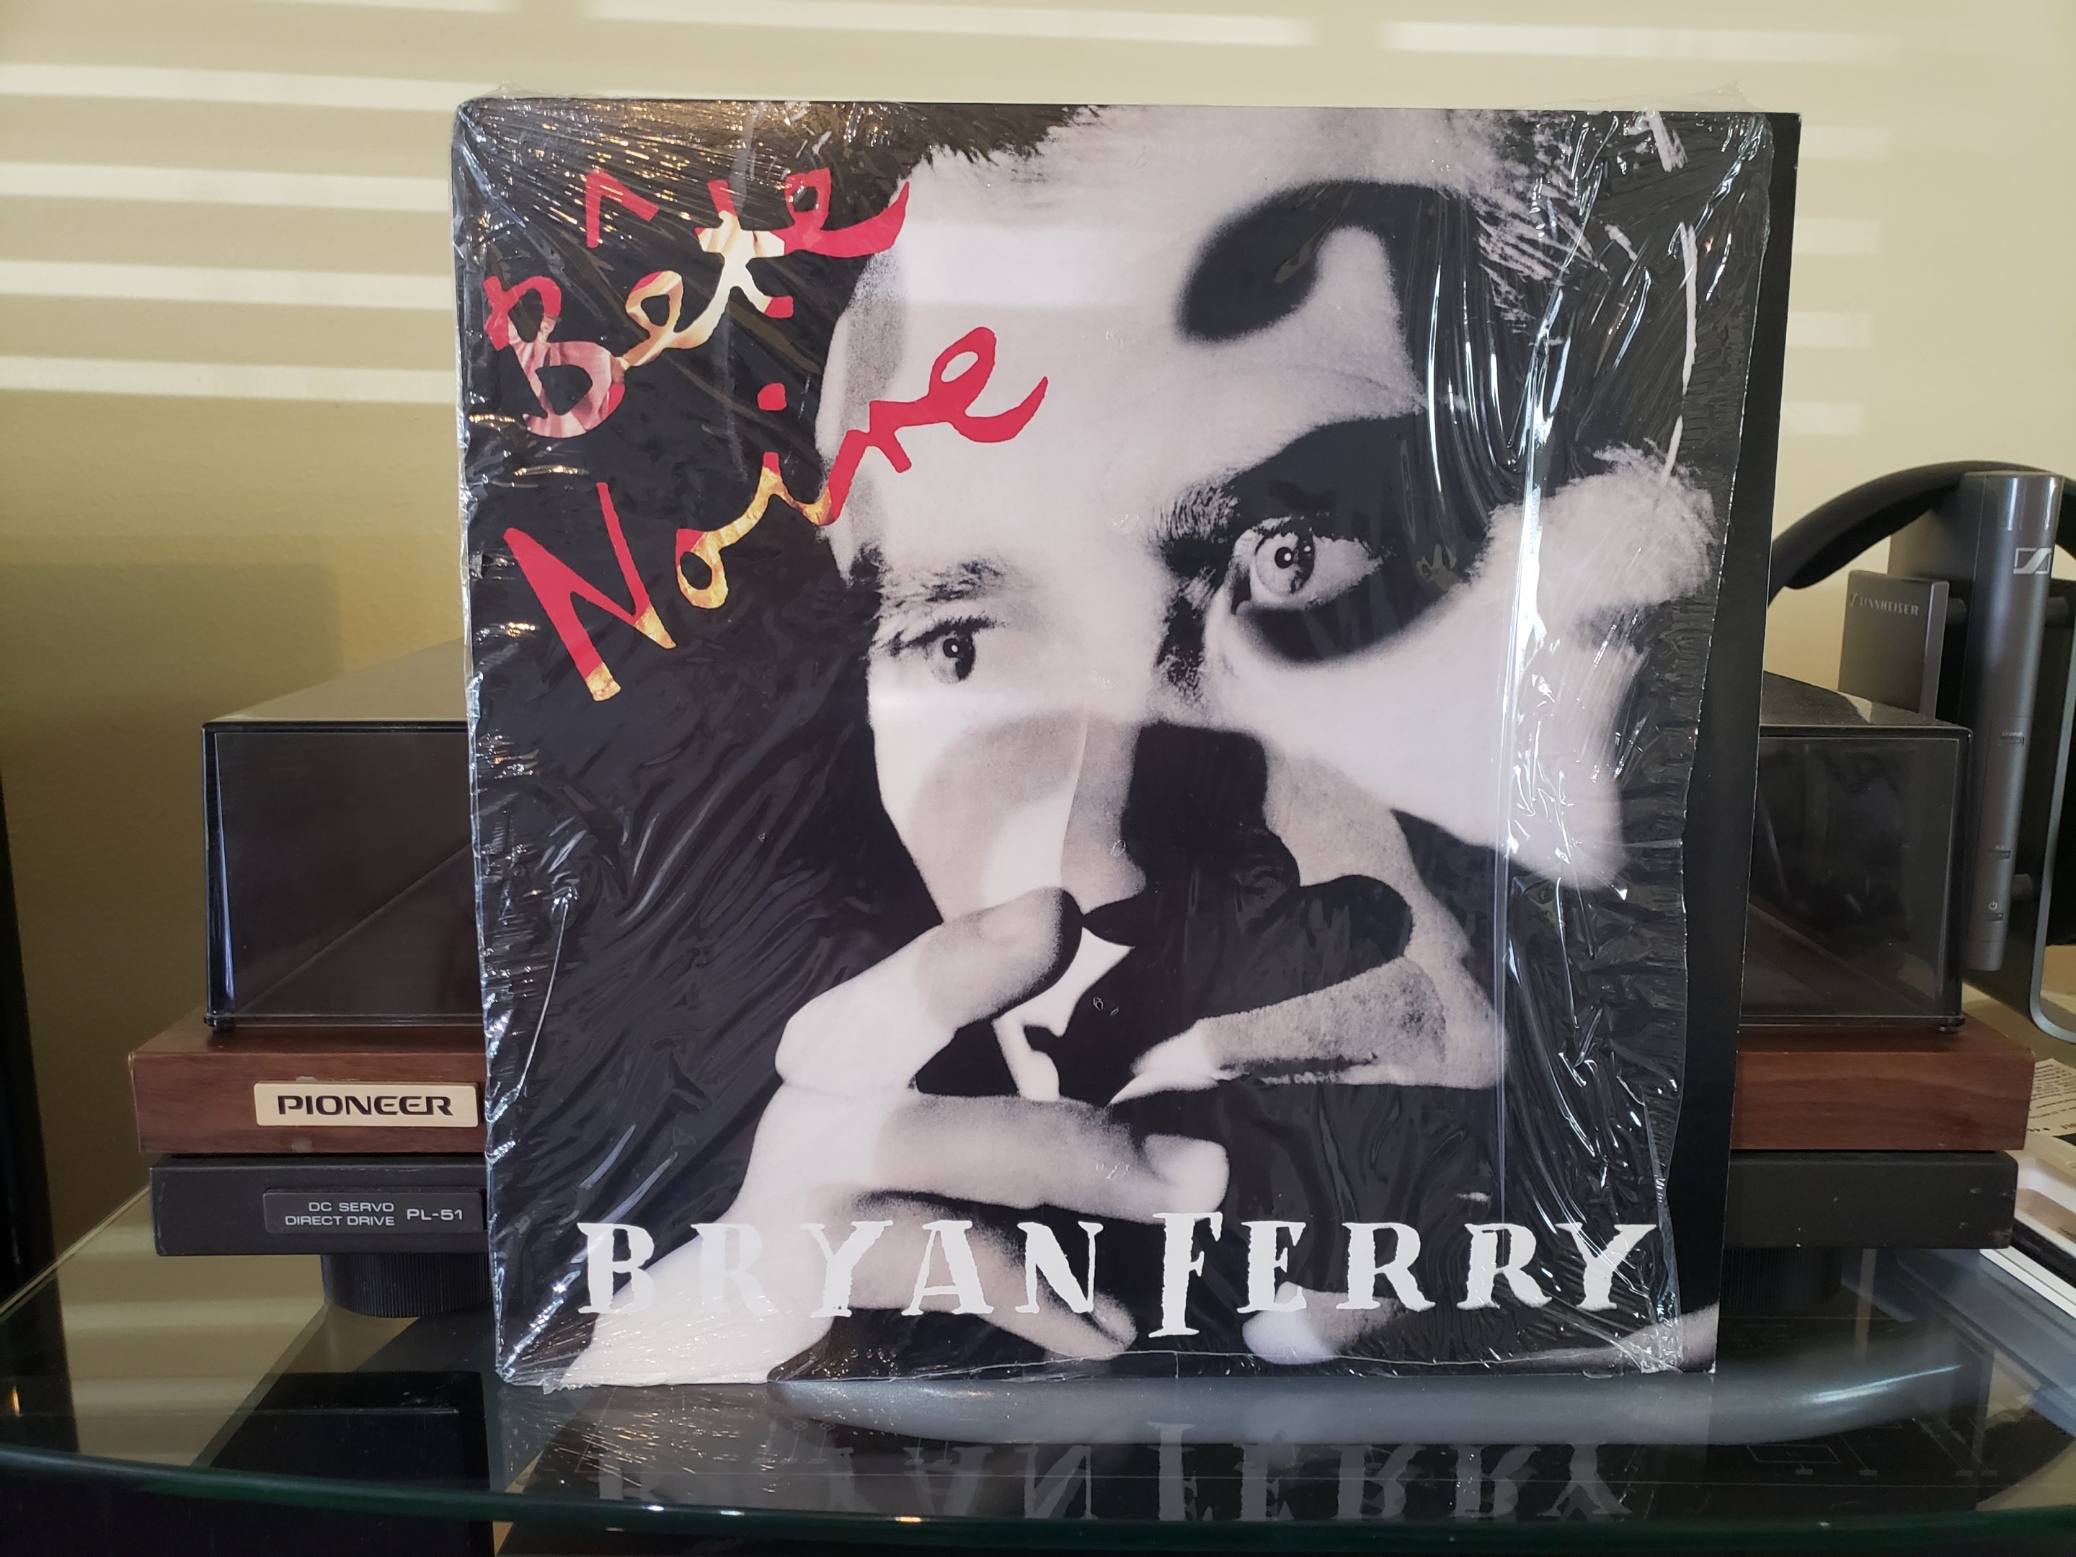 Bête
Noire
SENNHEISER
PIONEER
DC SERVO
DIRECT DRIVE PL-51
BRYAN FERRY